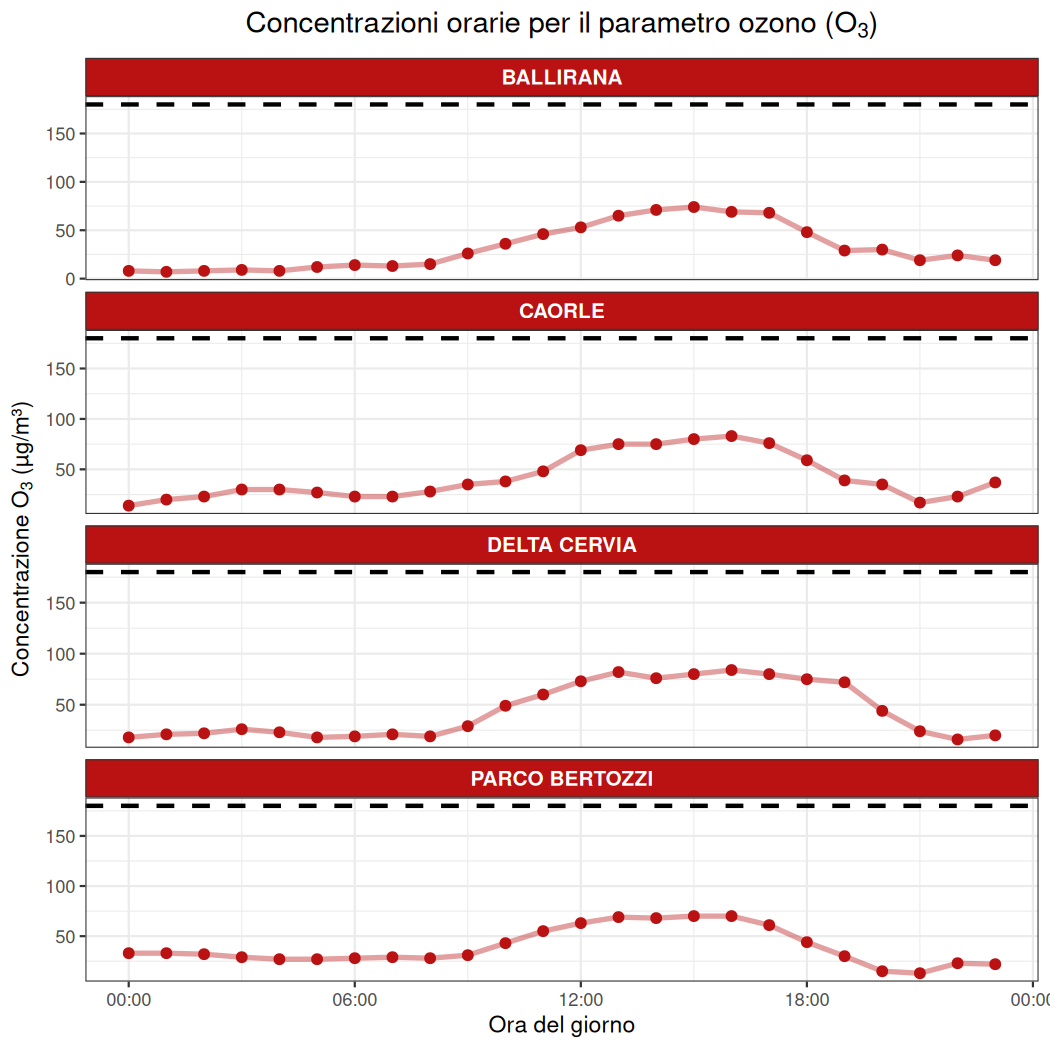 Concentrazioni orarie per il parametro ozono (O₃)
BALLIRANA
150
100
50
0
CAORLE
150
100
50
DELTA CERVIA
150
100
50
PARCO BERTOZZI
150
100
50
Concentrazione O₃ (µg/m³)
00:00 06:00 12:00 18:00 00:0
Ora del giorno